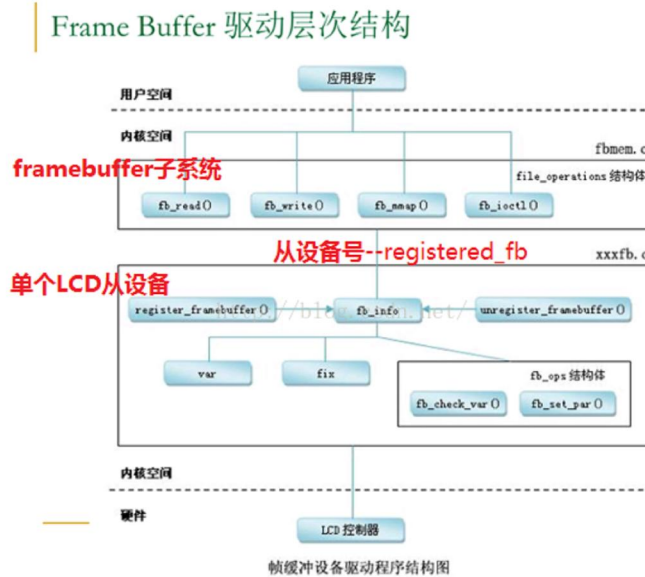 Frame Buffer 驱动层次结构
应用程序
用户空间
内核空间
fbmem.c
framebuffer子系统
file_operations 结构体
fb_read()
fb_write()
fb_mmap()
fb_ioctl()
从设备号--registered_fb
xxxfb.c
单个LCD从设备
register_framebuffer()
fb_info
unregister_framebuffer()
var
fix
fb_ops 结构体
fb_check_var()
fb_set_par()
内核空间
硬件
LCD 控制器
帧缓冲设备驱动程序结构图